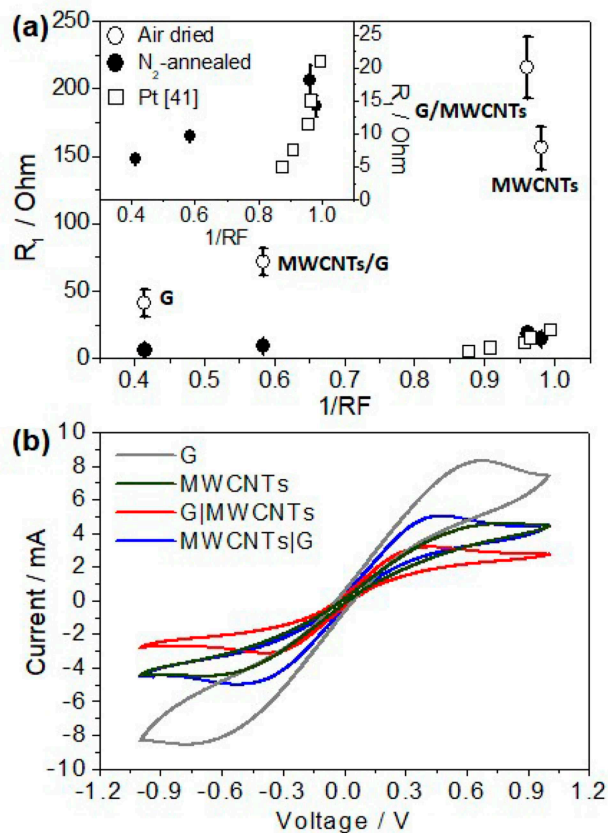 (a)
Air dried
N2-annealed
Pt [41]
R1 / Ohm
250
200
150
100
50
0
25
20
15
10
5
0
R1 / Ohm
0.4 0.6 0.8 1.0
1/RF
G/MWCNTs
MWCNTs
MWCNTs/G
G
0.4 0.5 0.6 0.7 0.8 0.9 1.0
1/RF
(b)
G
MWCNTs
G|MWCNTs
MWCNTs|G
Current / mA
10
8
6
4
2
0
-2
-4
-6
-8
-10
-1.2 -0.9 -0.6 -0.3 0.0 0.3 0.6 0.9 1.2
Voltage / V